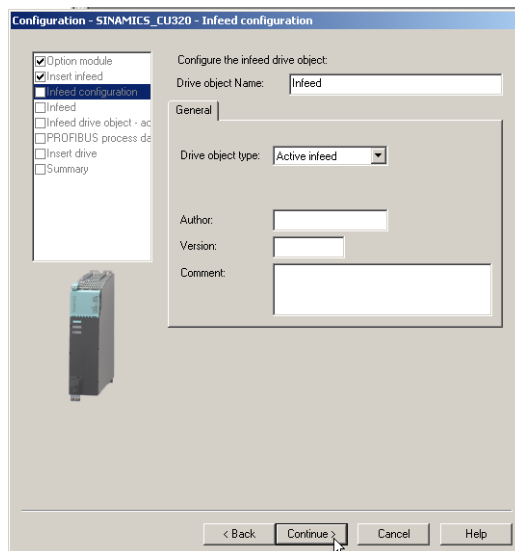 Configuration - SINAMICS_CU320 - Infeed configuration
Option module
Insert infeed
Infeed configuration
Infeed
Infeed drive object - ac
PROFIBUS process da
Insert drive
Summary
Configure the infeed drive object:
Drive object Name: Infeed
General
Drive object type: Active infeed
Author:
Version:
Comment:
< Back
Continue >
Cancel
Help